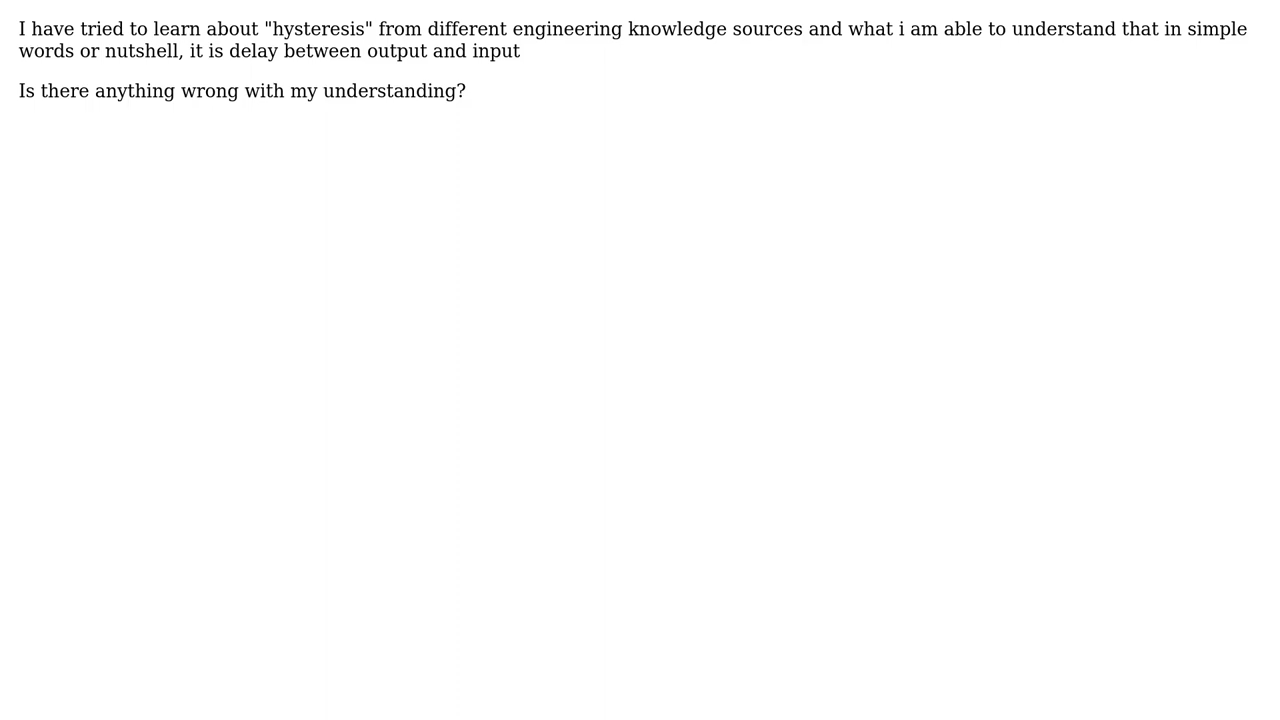 I have tried to learn about "hysteresis" from different engineering knowledge sources and what i am able to understand that in simple
words or nutshell, it is delay between output and input
Is there anything wrong with my understanding?